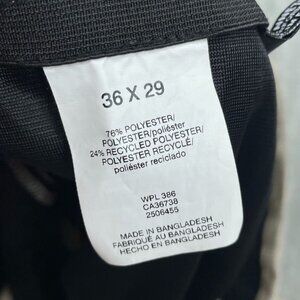 36 X 29
76% POLYESTER/
POLYESTER/poliéster
24% RECYCLED POLYESTER/
POLYESTER RECYCLÉ/
poliéster reciclado
WPL 386
CA36738
2506455
MADE IN BANGLADESH
FABRIQUÉ AU BANGLADESH
HECHO EN BANGLADESH